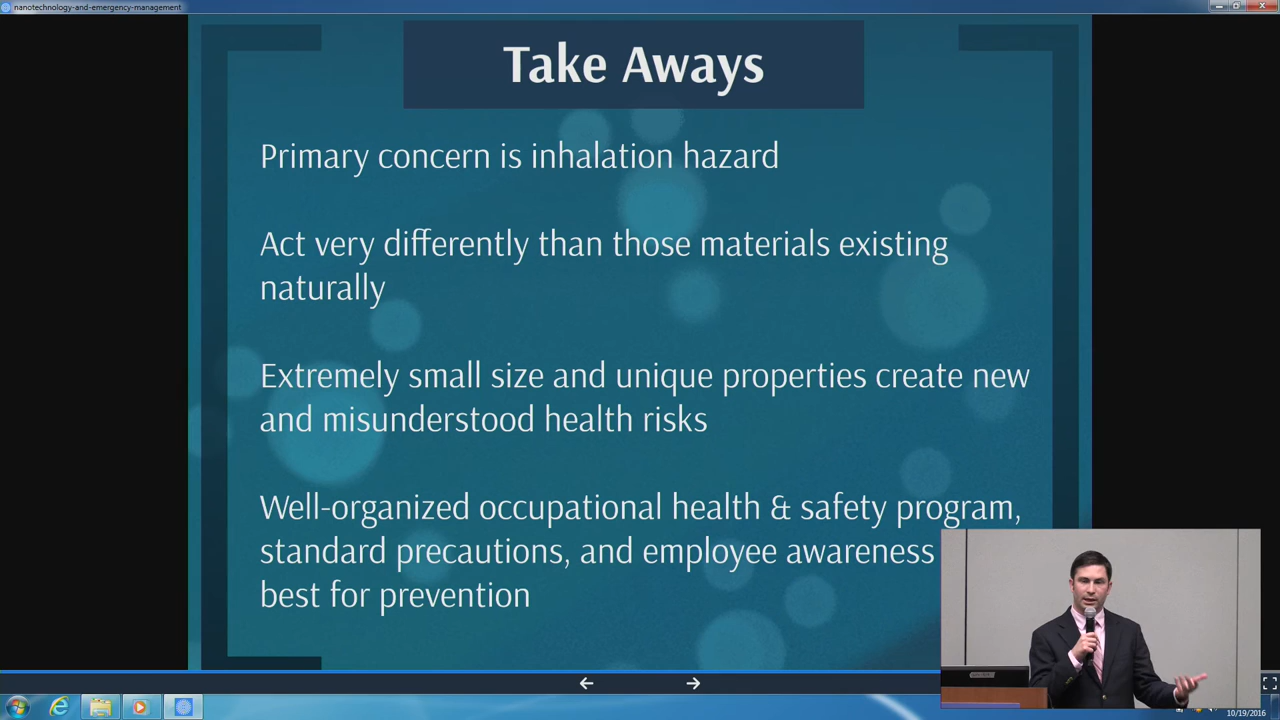 nanotechnology-and-emergency-management
Take Aways
Primary concern is inhalation hazard
Act very differently than those materials existing
naturally
Extremely small size and unique properties create new
and misunderstood health risks
Well-organized occupational health & safety program,
standard precautions, and employee awareness
best for prevention
10/19/2016